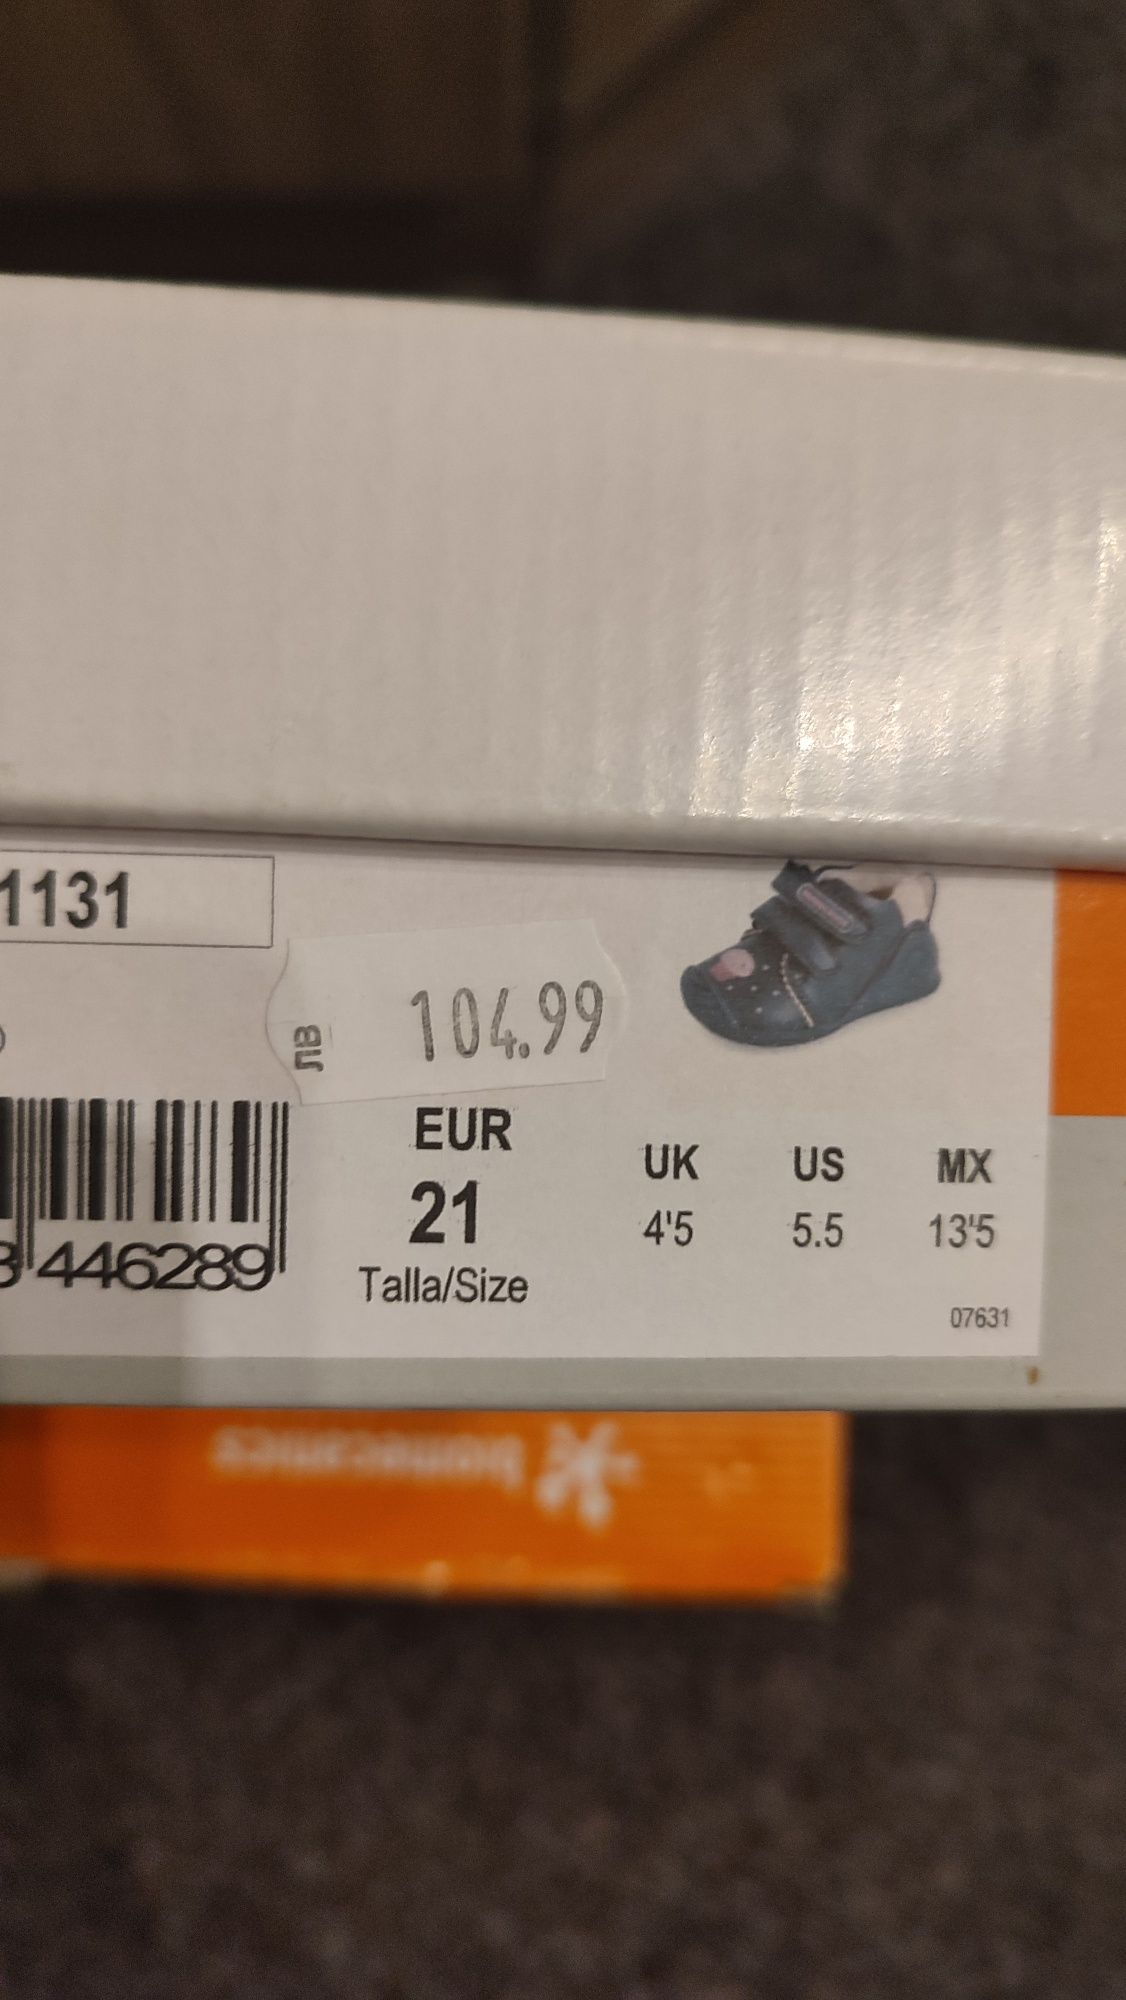 1131
лв 104.99
EUR UK US MX
21 4'5 5.5 13'5
446289
Talla/Size
07631
biomecanics